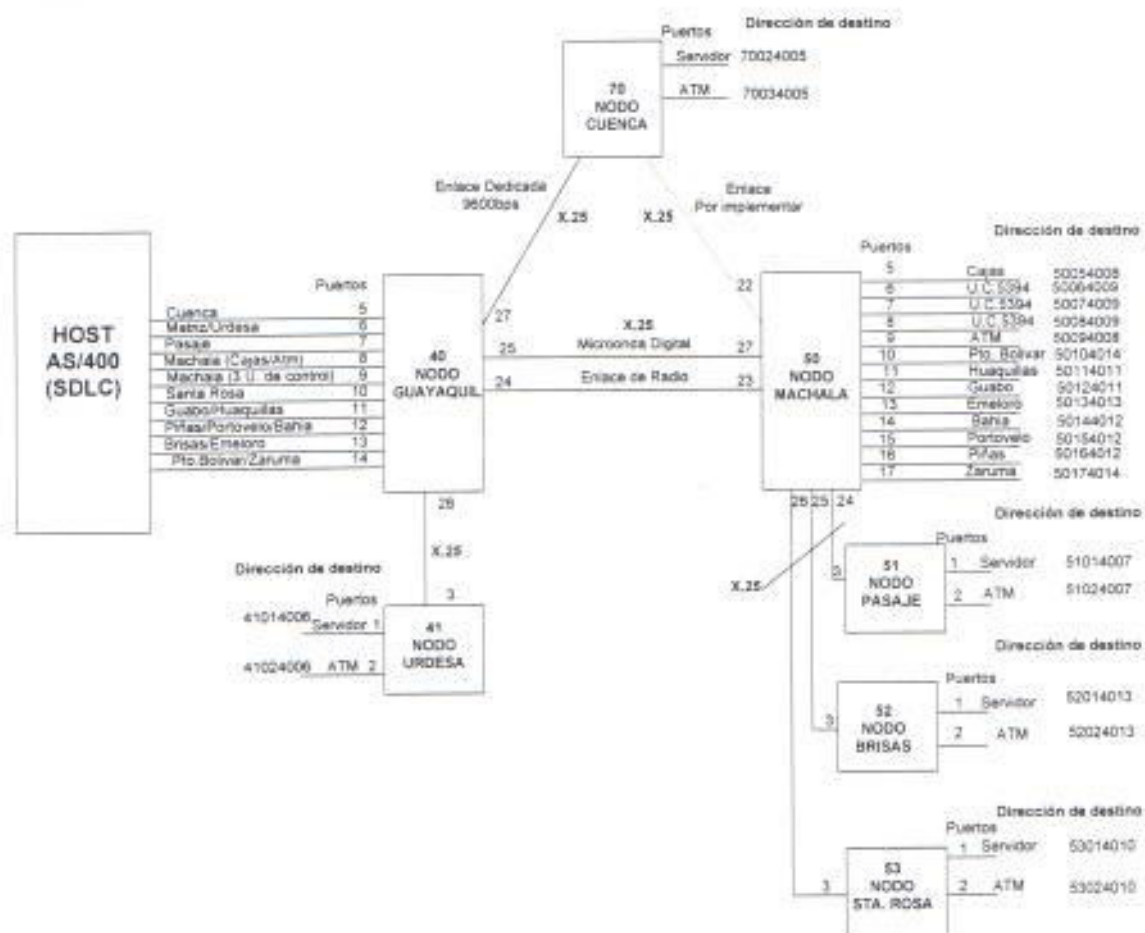 Dirección de destino
Puertos
Servidor 70024005
ATM 70034005
70
NODO
CUENCA
Enlace Dedicada
9600bps
X.25
Enlace
Por implementar
X.25
HOST
AS/400
(SDLC)
Puertos
Cuenca 5
Matriz/Urdesa 6
Pasaje 7
Machala (Cajas/Atm) 8
Machala (3 U. de control) 9
Santa Rosa 10
Guabo/Huaquillas 11
Piñas/Portovelo/Bahia 12
Brisas/Emeloro 13
Pto.Bolivar/Zaruma 14
40
NODO
GUAYAQUIL
27
25
24
X.25
Microonda Digital
Enlace de Radio
22
27
23
50
NODO
MACHALA
Dirección de destino
Puertos
5 Cajas 50054008
6 U.C.5394 50064009
7 U.C.5394 50074009
8 U.C.5394 50084009
9 ATM 50094008
10 Pto. Bolivar 50104014
11 Huaquillas 50114011
12 Guabo 50124011
13 Emeloro 50134013
14 Bahia 50144012
15 Portovelo 50154012
16 Piñas 50164012
17 Zaruma 50174014
26
X.25
3
Dirección de destino
Puertos
41014006 Servidor 1
41024006 ATM 2
41
NODO
URDESA
26 25 24
X.25
Dirección de destino
Puertos
3
51
NODO
PASAJE
1 Servidor 51014007
2 ATM 51024007
Dirección de destino
Puertos
3
52
NODO
BRISAS
1 Servidor 52014013
2 ATM 52024013
Dirección de destino
Puertos
3
53
NODO
STA. ROSA
1 Servidor 53014010
2 ATM 53024010